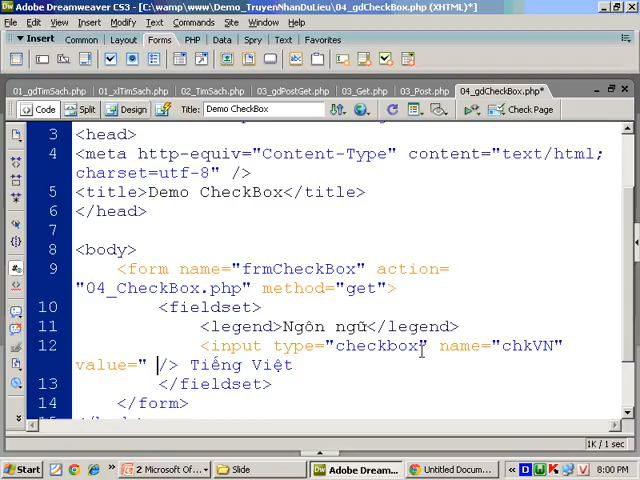 Adobe Dreamweaver CS3 - [C:\wamp\www\Demo_TruyenNhanDuLieu\04_gdCheckBox.php (XHTML)*]
File Edit View Insert Modify Text Commands Site Window Help
Insert Common Layout Forms PHP Data Spry Text Favorites
01_gdTimSach.php 01_xlTimSach.php 02_TimSach.php 03_gdPostGet.php 03_Get.php 03_Post.php 04_gdCheckBox.php*
Code Split Design Title: Demo CheckBox Check Page
3 <head>
4 <meta http-equiv="Content-Type" content="text/html;
charset=utf-8" />
5 <title>Demo CheckBox</title>
6 </head>
7
8 <body>
9 <form name="frmCheckBox" action=
"04_CheckBox.php" method="get">
10 <fieldset>
11 <legend>Ngôn ngữ</legend>
12 <input type="checkbox" name="chkVN"
value=" /> Tiếng Việt
13 </fieldset>
14 </form>
1K / 1 sec
Start 2 Microsoft Of... Slide Adobe Dream... Untitled Docum... 8:00 PM